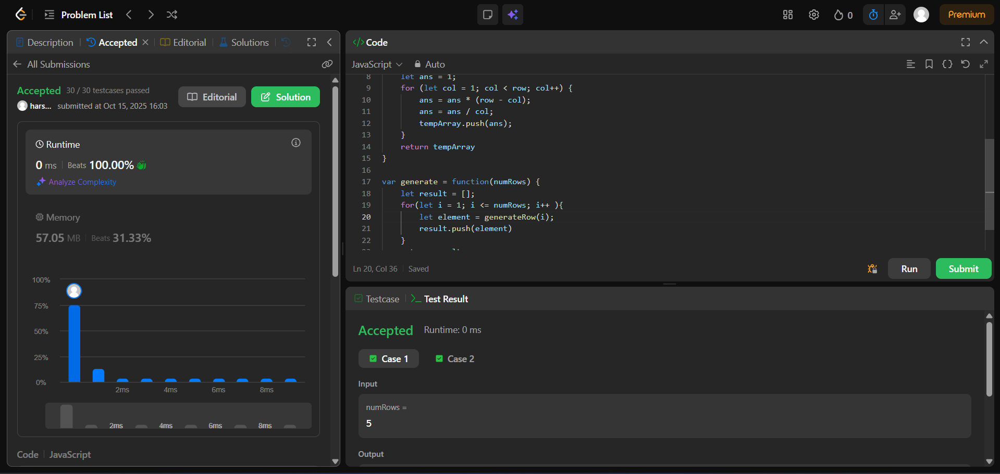 Problem List
0
Premium
Description
Accepted
Editorial
Solutions
All Submissions
Accepted 30 / 30 testcases passed
hars... submitted at Oct 15, 2025 16:03
Editorial
Solution
Runtime
0 ms Beats 100.00%
Analyze Complexity
Memory
57.05 MB Beats 31.33%
100%
75%
50%
25%
0%
2ms 4ms 6ms 8ms
2ms 4ms 6ms 8ms
Code JavaScript
</> Code
JavaScript Auto
8 let ans = 1;
9 for (let col = 1; col < row; col++) {
10 ans = ans * (row - col);
11 ans = ans / col;
12 tempArray.push(ans);
13 }
14 return tempArray
15 }
16
17 var generate = function(numRows) {
18 let result = [];
19 for(let i = 1; i <= numRows; i++ ){
20 let element = generateRow(i);
21 result.push(element)
22 }
Ln 20, Col 36 Saved
Run
Submit
Testcase
Test Result
Accepted Runtime: 0 ms
Case 1
Case 2
Input
numRows =
5
Output